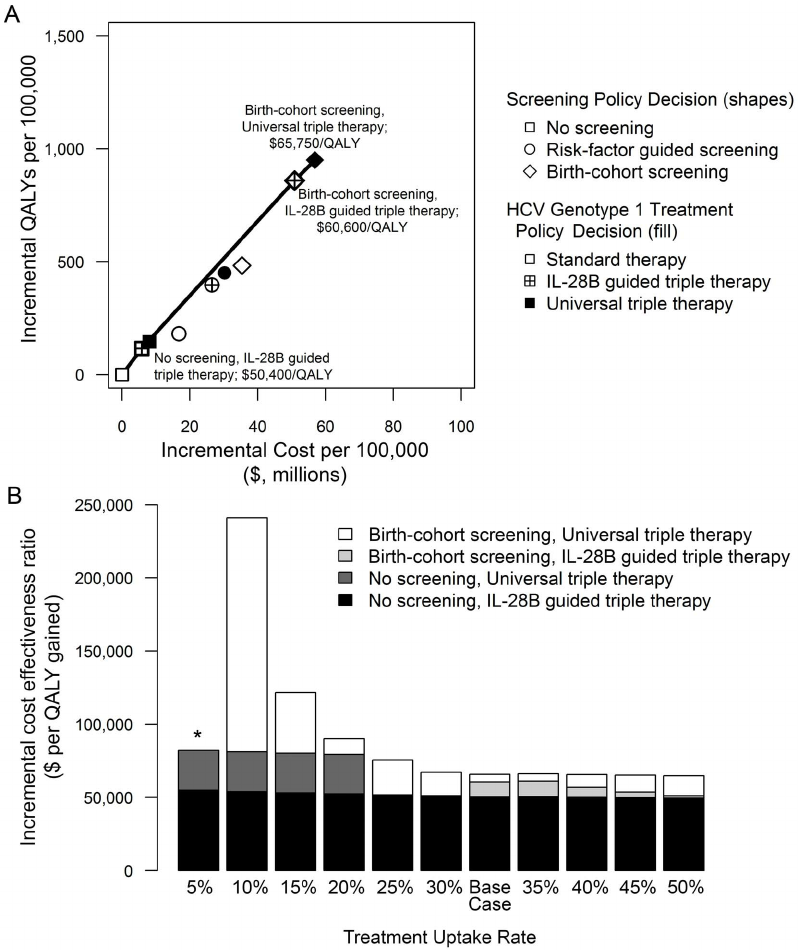 A
1,500
1,000
500
0
Incremental QALYs per 100,000
Birth-cohort screening,
Universal triple therapy;
$65,750/QALY
Birth-cohort screening,
IL-28B guided triple therapy;
$60,600/QALY
No screening, IL-28B guided
triple therapy; $50,400/QALY
0 20 40 60 80 100
Incremental Cost per 100,000
($, millions)
Screening Policy Decision (shapes)
No screening
Risk-factor guided screening
Birth-cohort screening
HCV Genotype 1 Treatment
Policy Decision (fill)
Standard therapy
IL-28B guided triple therapy
Universal triple therapy
B
250,000
200,000
150,000
100,000
50,000
0
Incremental cost effectiveness ratio
($ per QALY gained)
Birth-cohort screening, Universal triple therapy
Birth-cohort screening, IL-28B guided triple therapy
No screening, Universal triple therapy
No screening, IL-28B guided triple therapy
*
5% 10% 15% 20% 25% 30% Base 35% 40% 45% 50%
Case
Treatment Uptake Rate